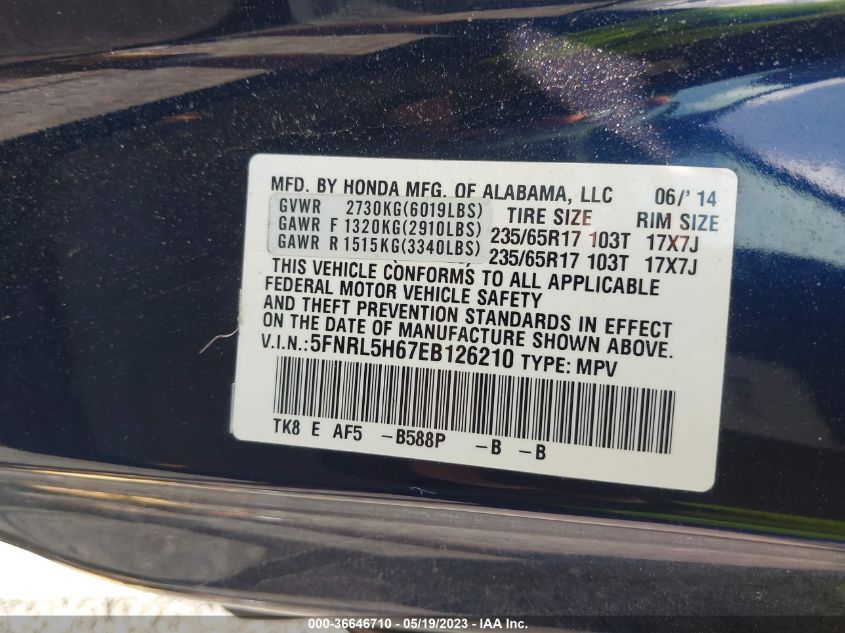 MFD. BY HONDA MFG. OF ALABAMA, LLC 06/' 14
GVWR 2730KG(6019LBS) TIRE SIZE RIM SIZE
GAWR F 1320KG(2910LBS) 235/65R17 103T 17X7J
GAWR R 1515KG(3340LBS) 235/65R17 103T 17X7J
THIS VEHICLE CONFORMS TO ALL APPLICABLE
FEDERAL MOTOR VEHICLE SAFETY
AND THEFT PREVENTION STANDARDS IN EFFECT
ON THE DATE OF MANUFACTURE SHOWN ABOVE.
V.I.N.:5FNRL5H67EB126210 TYPE: MPV
TK8 E AF5 -B588P -B -B
000-36646710 - 05/19/2023 - IAA Inc.